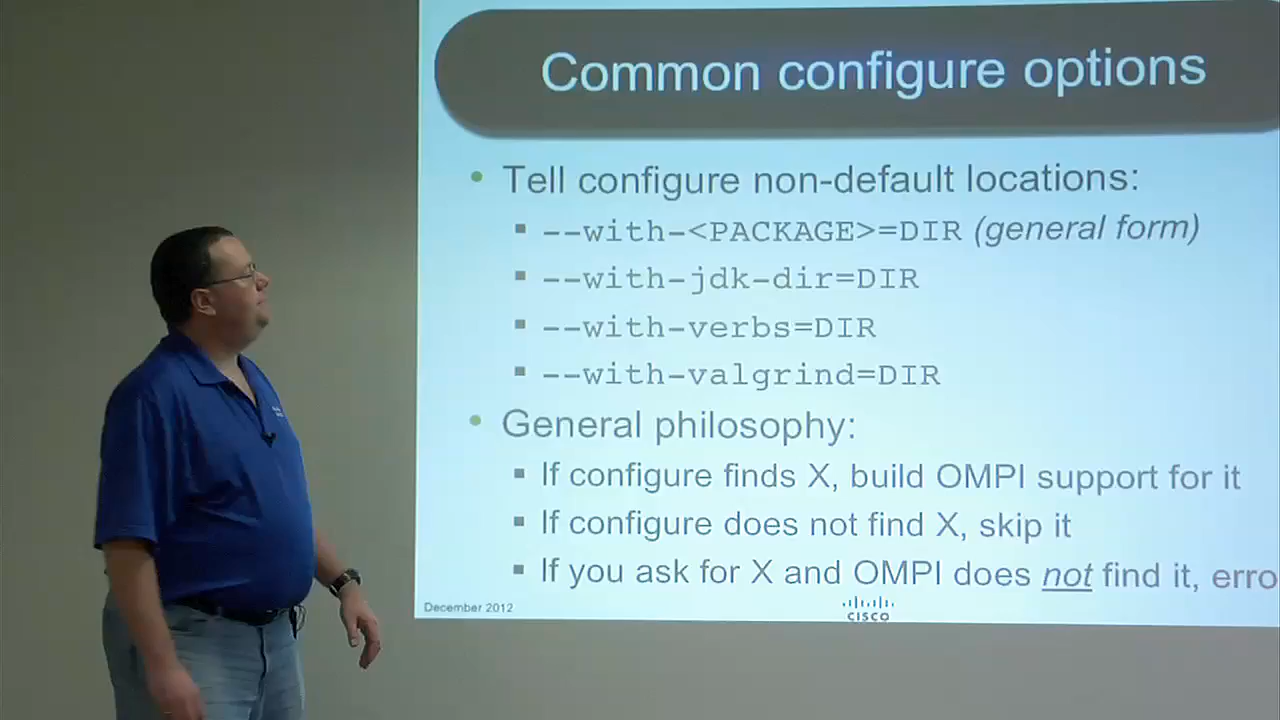 Common configure options
Tell configure non-default locations:
--with-<PACKAGE>=DIR (general form)
--with-jdk-dir=DIR
--with-verbs=DIR
--with-valgrind=DIR
General philosophy:
If configure finds X, build OMPI support for it
If configure does not find X, skip it
If you ask for X and OMPI does not find it, erro
December 2012
CISCO